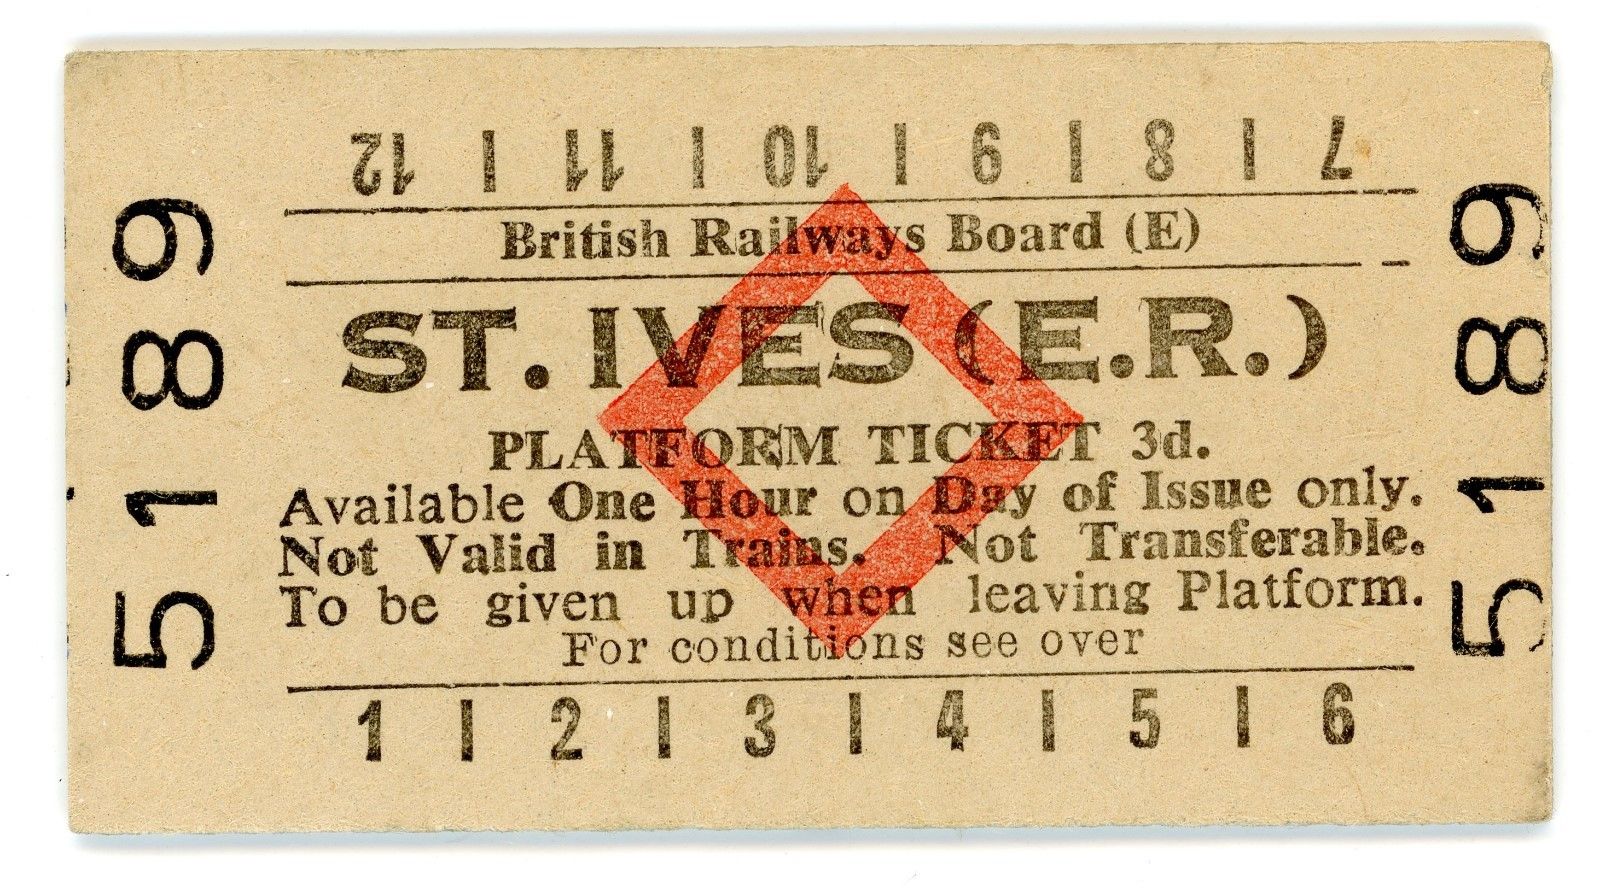 12 | 11 | 10 | 9 | 8 | 7
British Railways Board (E)
ST. IVES (E.R.)
PLATFORM TICKET 3d.
Available One Hour on Day of Issue only.
Not Valid in Trains. Not Transferable.
To be given up when leaving Platform.
For conditions see over
1 | 2 | 3 | 4 | 5 | 6
5189
5189